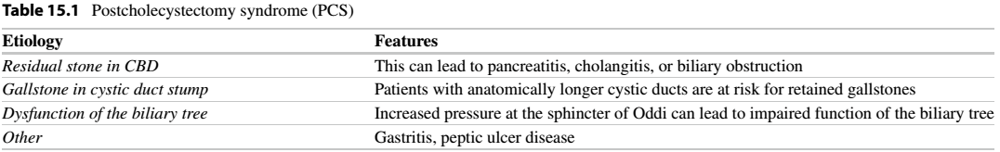 Table 15.1 Postcholecystectomy syndrome (PCS)
Etiology Features
Residual stone in CBD This can lead to pancreatitis, cholangitis, or biliary obstruction
Gallstone in cystic duct stump Patients with anatomically longer cystic ducts are at risk for retained gallstones
Dysfunction of the biliary tree Increased pressure at the sphincter of Oddi can lead to impaired function of the biliary tree
Other Gastritis, peptic ulcer disease